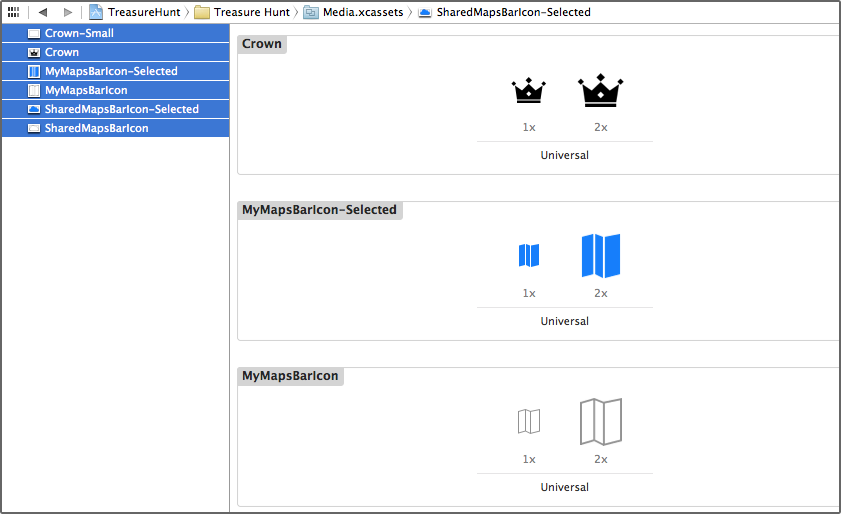 TreasureHunt Treasure Hunt Media.xcassets SharedMapsBarIcon-Selected
Crown-Small
Crown
MyMapsBarIcon-Selected
MyMapsBarIcon
SharedMapsBarIcon-Selected
SharedMapsBarIcon
Crown
1x 2x
Universal
MyMapsBarIcon-Selected
1x 2x
Universal
MyMapsBarIcon
1x 2x
Universal